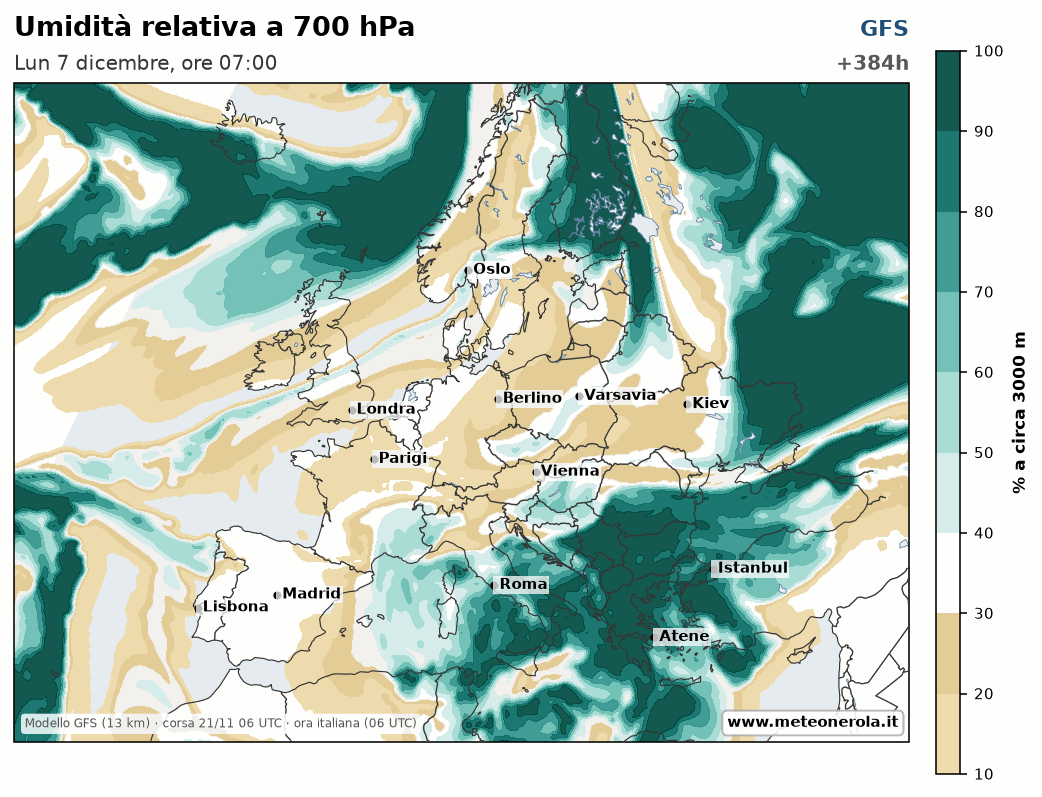 Umidità relativa a 700 hPa
GFS
Lun 7 dicembre, ore 07:00
+384h
100
90
80
70
60
50
40
30
20
10
% a circa 3000 m
Oslo
Berlino
Varsavia
Kiev
Londra
Parigi
Vienna
Istanbul
Roma
Madrid
Lisbona
Atene
Modello GFS (13 km) · corsa 21/11 06 UTC · ora italiana (06 UTC)
www.meteonerola.it